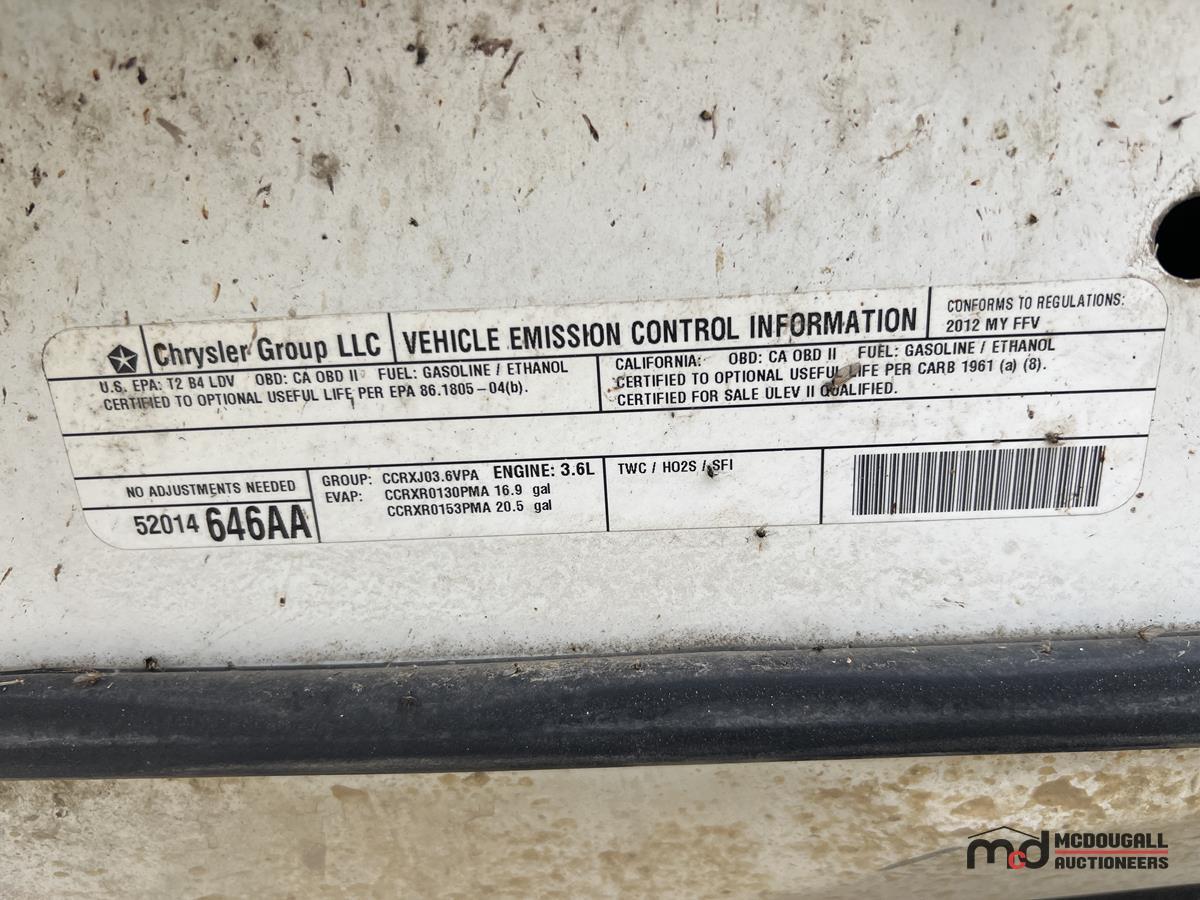 Chrysler Group LLC
VEHICLE EMISSION CONTROL INFORMATION
CONFORMS TO REGULATIONS:
2012 MY FFV
U.S. EPA: T2 B4 LDV OBD: CA OBD II FUEL: GASOLINE / ETHANOL
CERTIFIED TO OPTIONAL USEFUL LIFE PER EPA 86.1805-04(b).
CALIFORNIA: OBD: CA OBD II FUEL: GASOLINE / ETHANOL
CERTIFIED TO OPTIONAL USEFUL LIFE PER CARB 1961 (a) (8).
CERTIFIED FOR SALE ULEV II QUALIFIED.
NO ADJUSTMENTS NEEDED
52014 646AA
GROUP: CCRXJ03.6VPA ENGINE: 3.6L
EVAP: CCRXR0130PMA 16.9 gal
CCRXR0153PMA 20.5 gal
TWC / HO2S / SFI
mcd MCDOUGALL
AUCTIONEERS